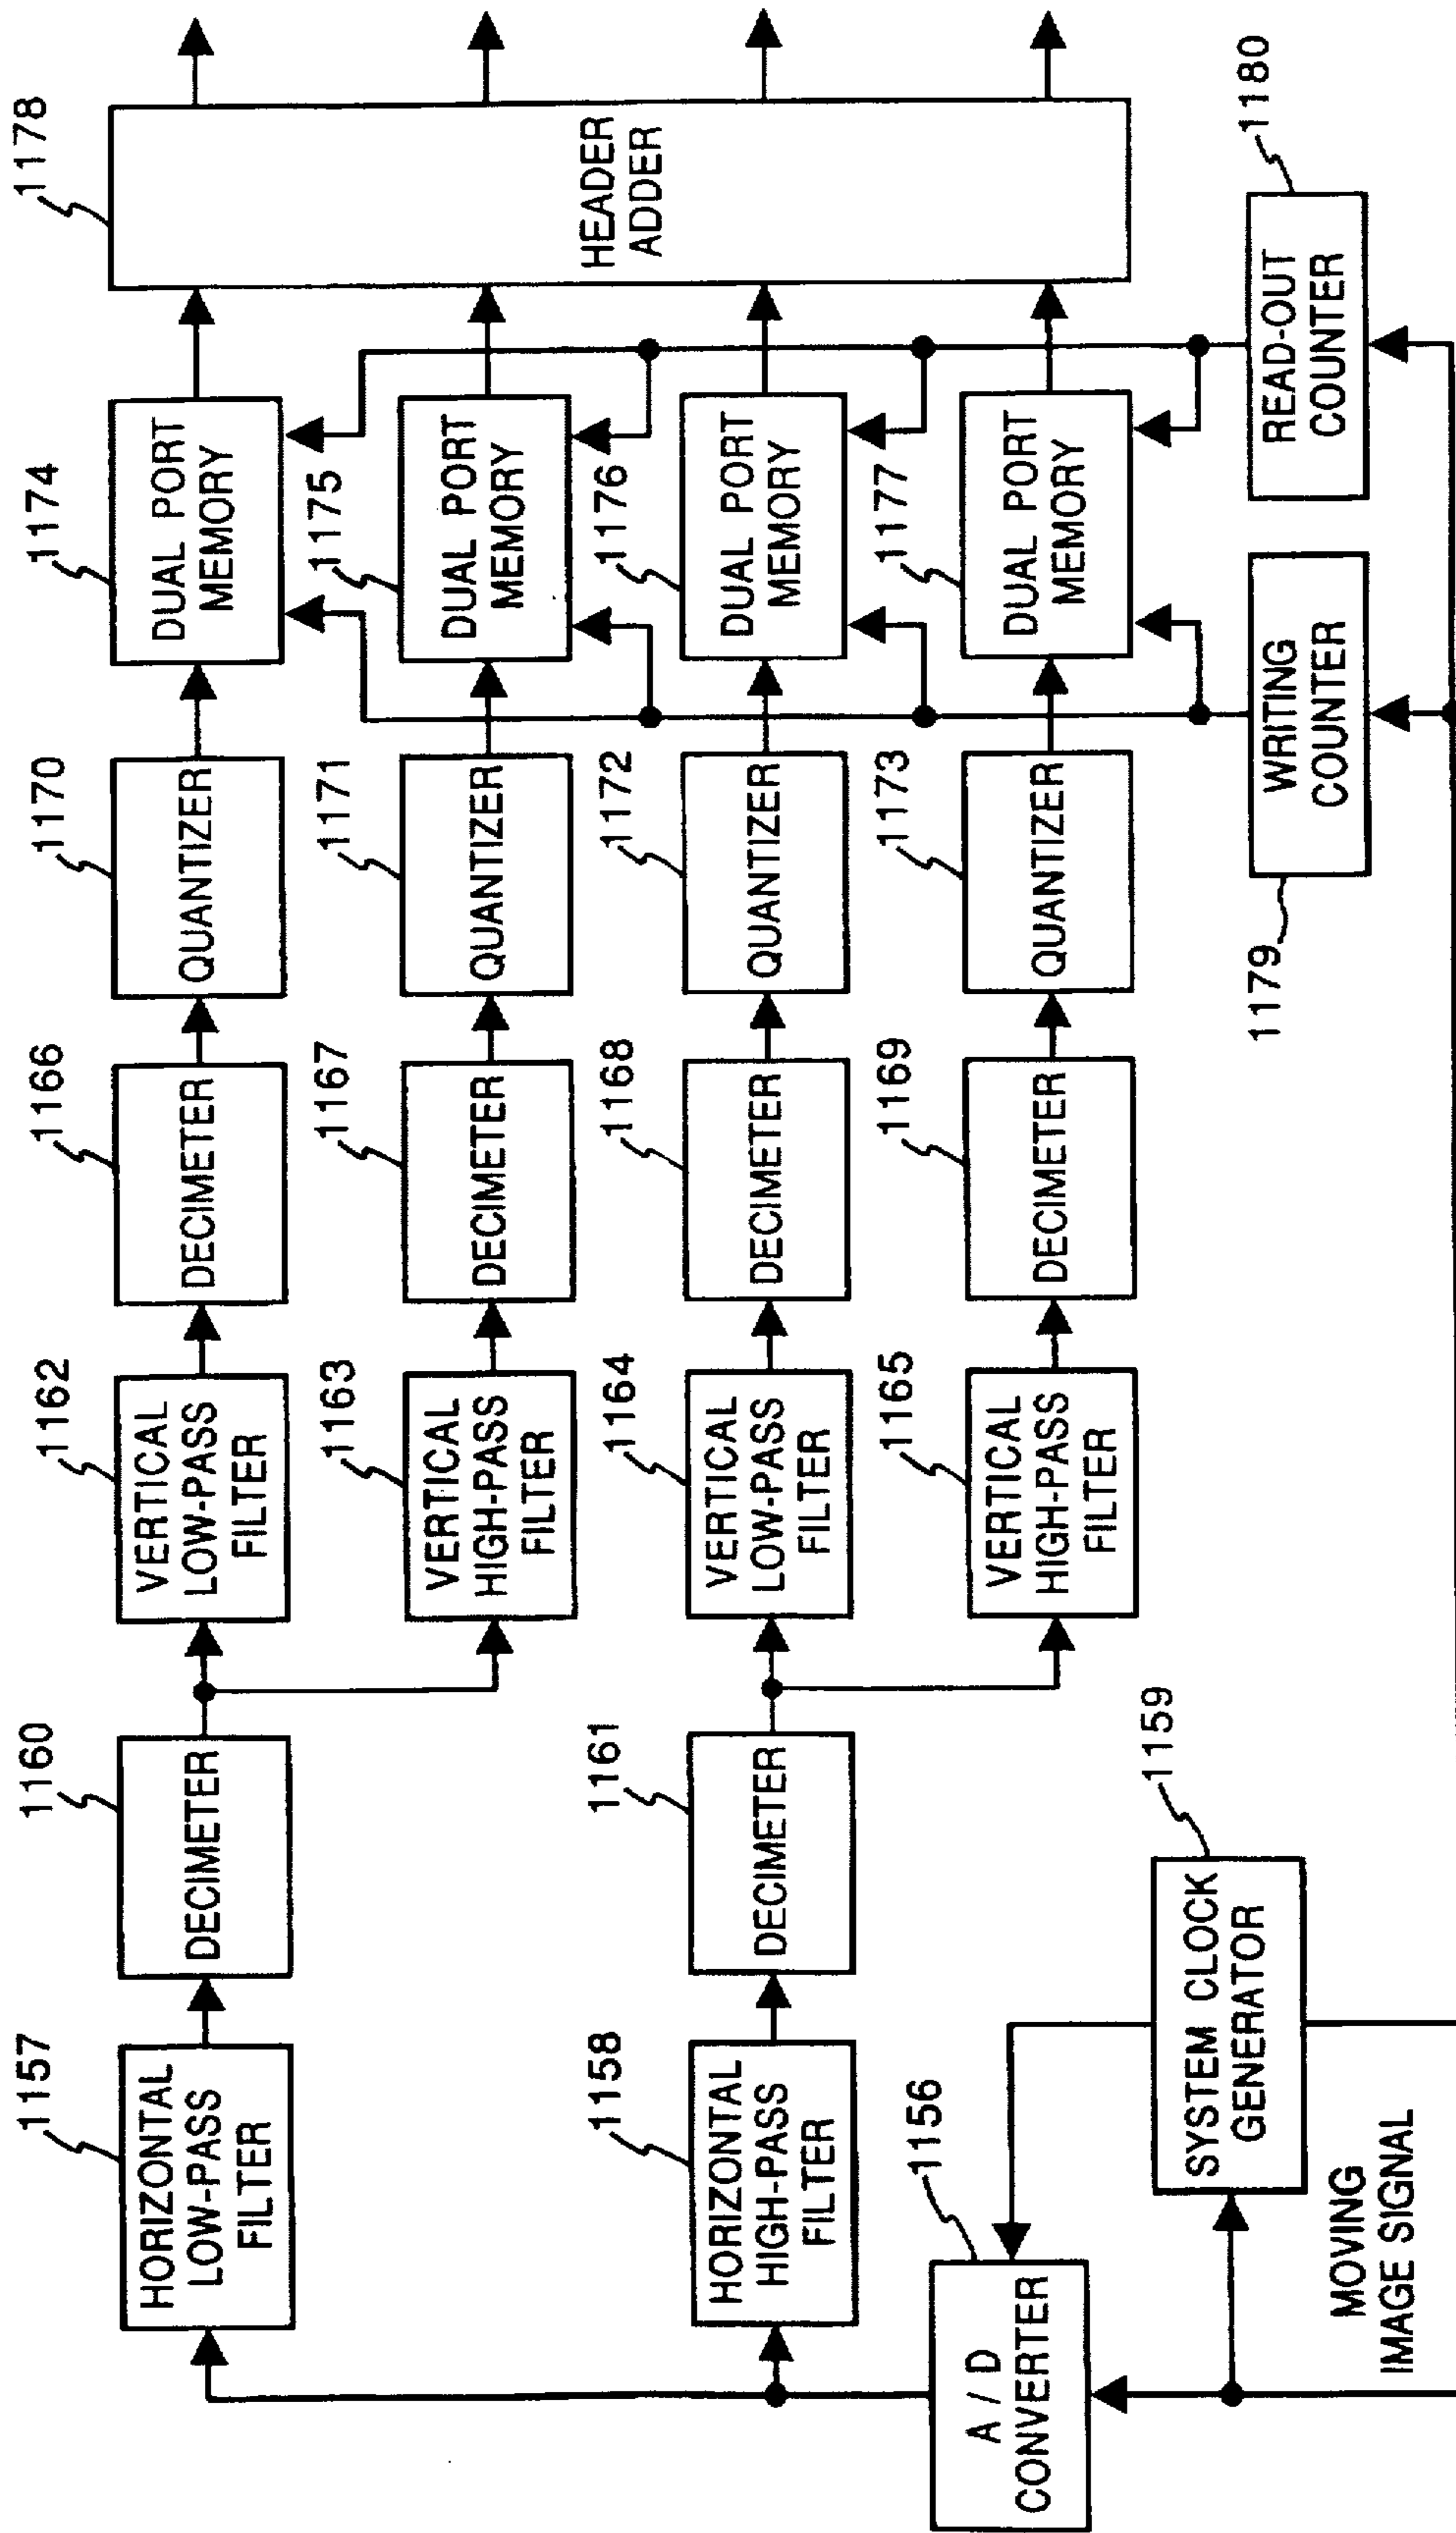 1157
HORIZONTAL
LOW-PASS
FILTER
1160
DECIMETER
1162
VERTICAL
LOW-PASS
FILTER
1166
DECIMETER
1170
QUANTIZER
1174
DUAL PORT
MEMORY
1178
HEADER
ADDER
1163
VERTICAL
HIGH-PASS
FILTER
1167
DECIMETER
1171
QUANTIZER
1175
DUAL PORT
MEMORY
1158
HORIZONTAL
HIGH-PASS
FILTER
1161
DECIMETER
1164
VERTICAL
LOW-PASS
FILTER
1168
DECIMETER
1172
QUANTIZER
1176
DUAL PORT
MEMORY
1165
VERTICAL
HIGH-PASS
FILTER
1169
DECIMETER
1173
QUANTIZER
1177
DUAL PORT
MEMORY
1156
A / D
CONVERTER
1159
SYSTEM CLOCK
GENERATOR
1179
WRITING
COUNTER
1180
READ-OUT
COUNTER
MOVING
IMAGE SIGNAL